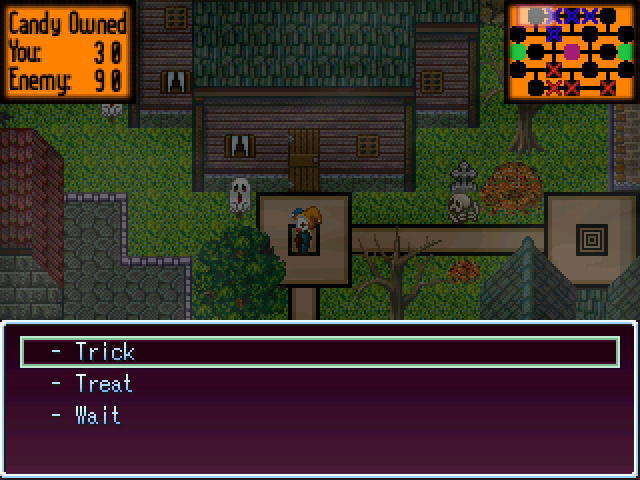 Candy Owned
You: 30
Enemy: 90
- Trick
- Treat
- Wait